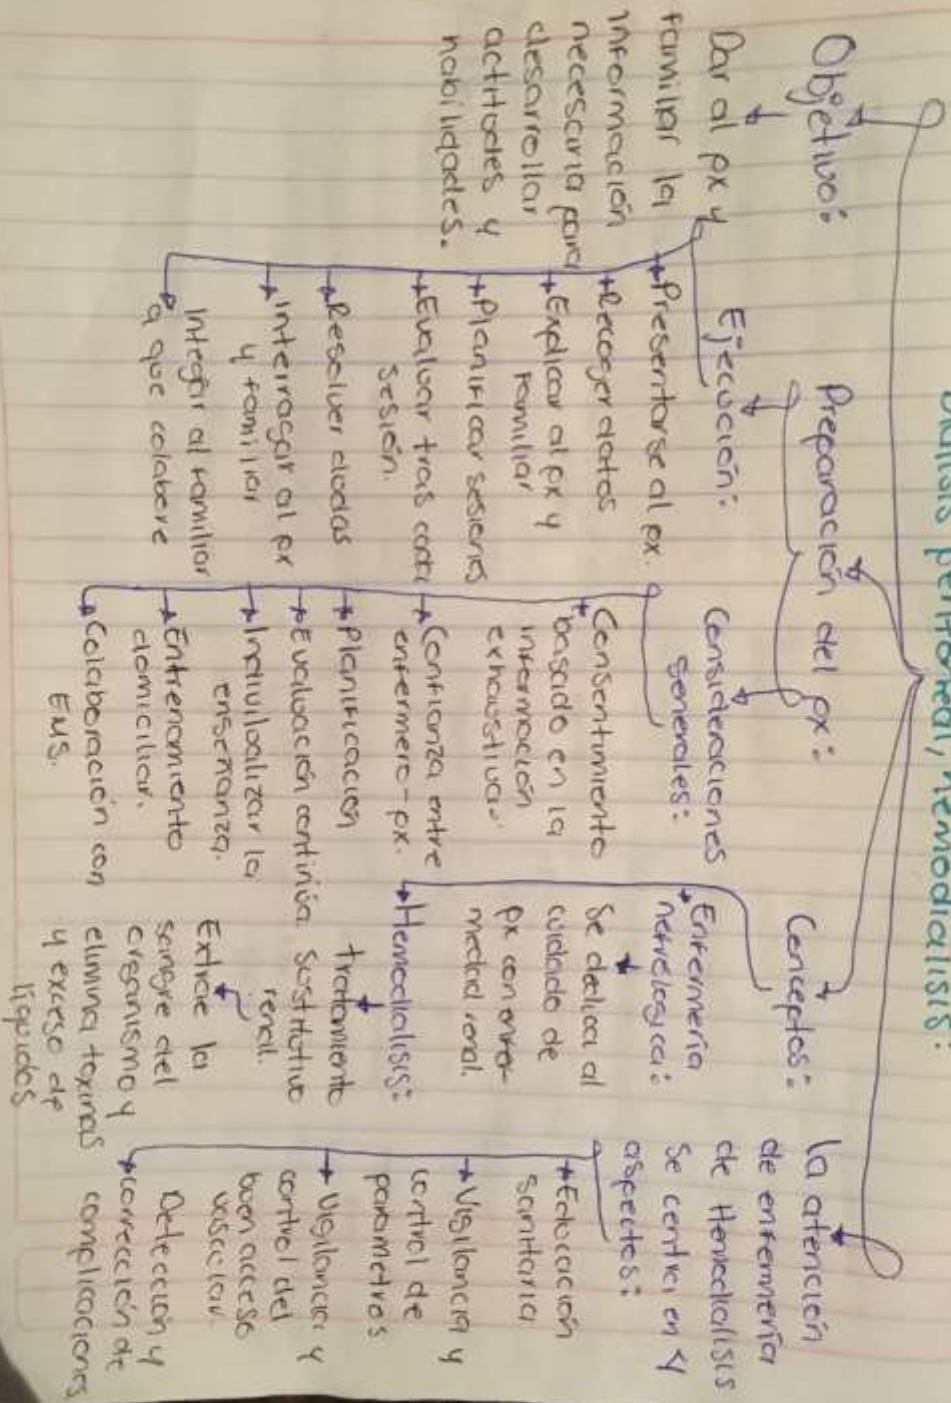 Diálisis peritoneal, hemodialisis:
Objetivo:
Dar al px y
familiar la
información
necesaria para
desarrollar
actitudes y
habilidades.
Preparación del px:
Ejecución:
Presentarse al px.
Recoger datos
Explicar al px y
familiar
Planificar sesiones
Evaluar tras cada
sesión.
Resolver dudas
Interrogar al px
y familiar
Integrar al familiar
a que colabore
Consideraciones
generales:
Consentimiento
basado en la
información
exhaustiva.
Confianza entre
enfermero-px.
Planificación
Evaluación continúa
Indivilualizar la
enseñanza.
Entrenamiento
domiciliar.
Colaboración con
EMS.
Conceptos:
Enfermería
nefrologica:
Se dedica al
cuidado de
px con enfer-
medad renal.
Hemodialisis:
tratamiento
Sustitutivo
renal.
Extrae la
sangre del
organismo y
elimina toxinas
y exceso de
líquidos
la atención
de enfermería
de Hemodialisis
se centra en 4
aspectos:
Educación
sanitaria
Vigilancia y
control de
parametros
Vigilancia y
control del
buen acceso
vascular.
Detección y
corrección de
complicaciones